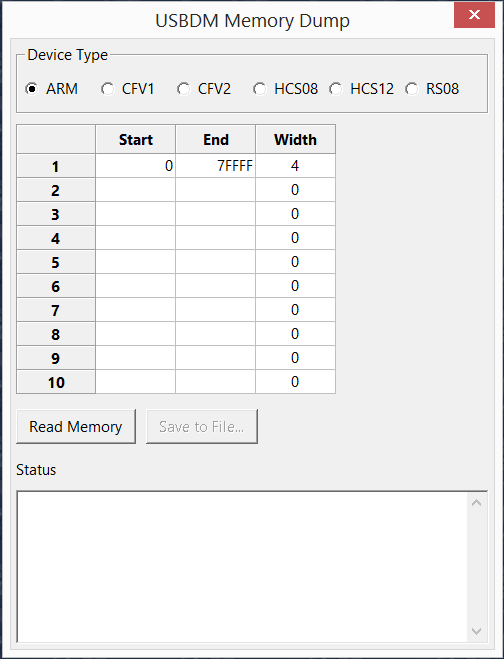 USBDM Memory Dump
Device Type
ARM CFV1 CFV2 HCS08 HCS12 RS08
Start End Width
1 0 7FFFF 4
2 0
3 0
4 0
5 0
6 0
7 0
8 0
9 0
10 0
Read Memory Save to File...
Status